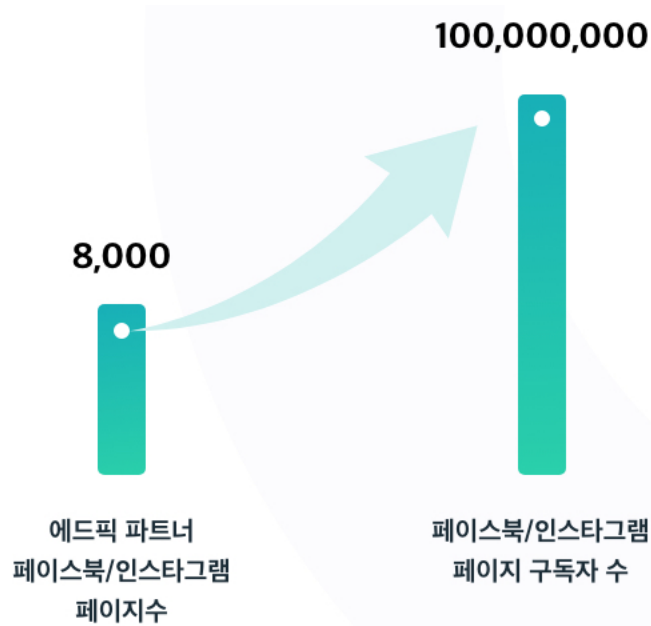 100,000,000
8,000
에드픽 파트너
페이스북/인스타그램
페이지수
페이스북/인스타그램
페이지 구독자 수